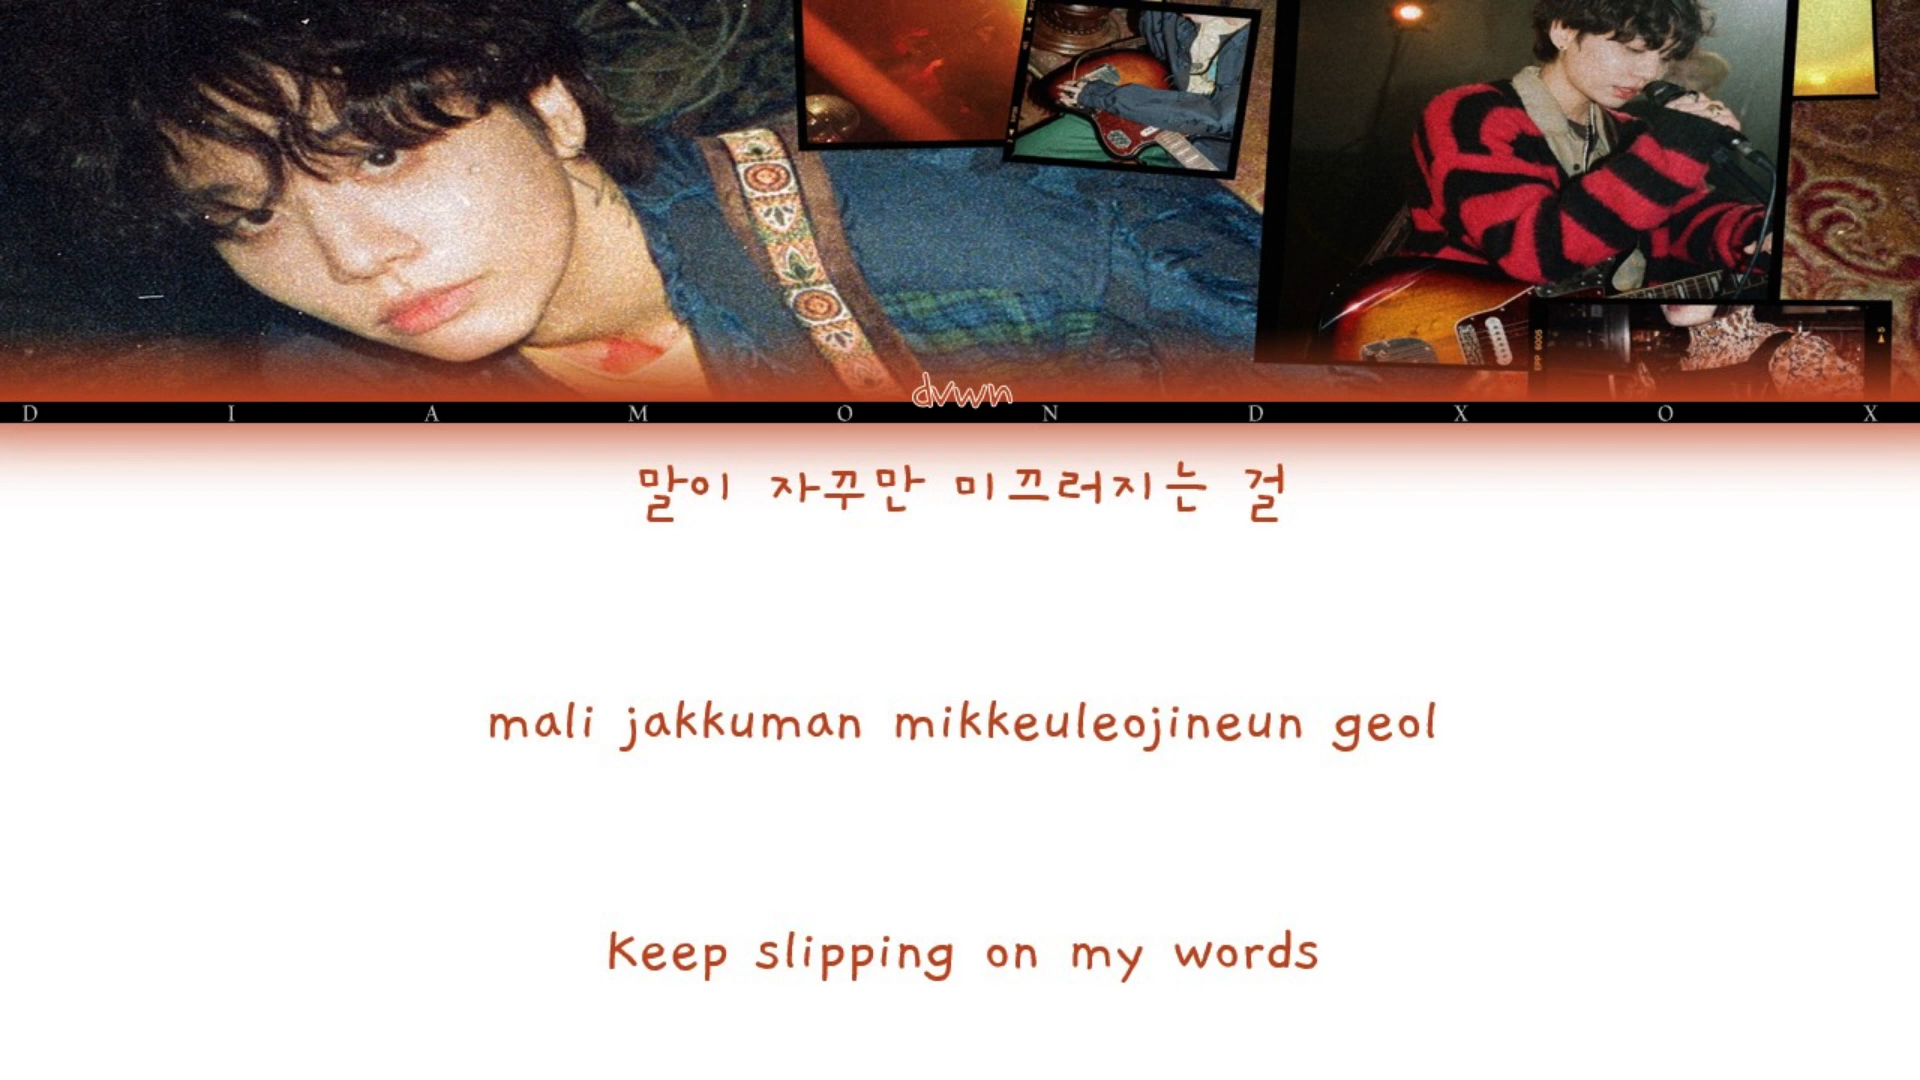 dvwn
D I A M O N D X O X
말이 자꾸만 미끄러지는 걸
mali jakkuman mikkeuleojineun geol
Keep slipping on my words